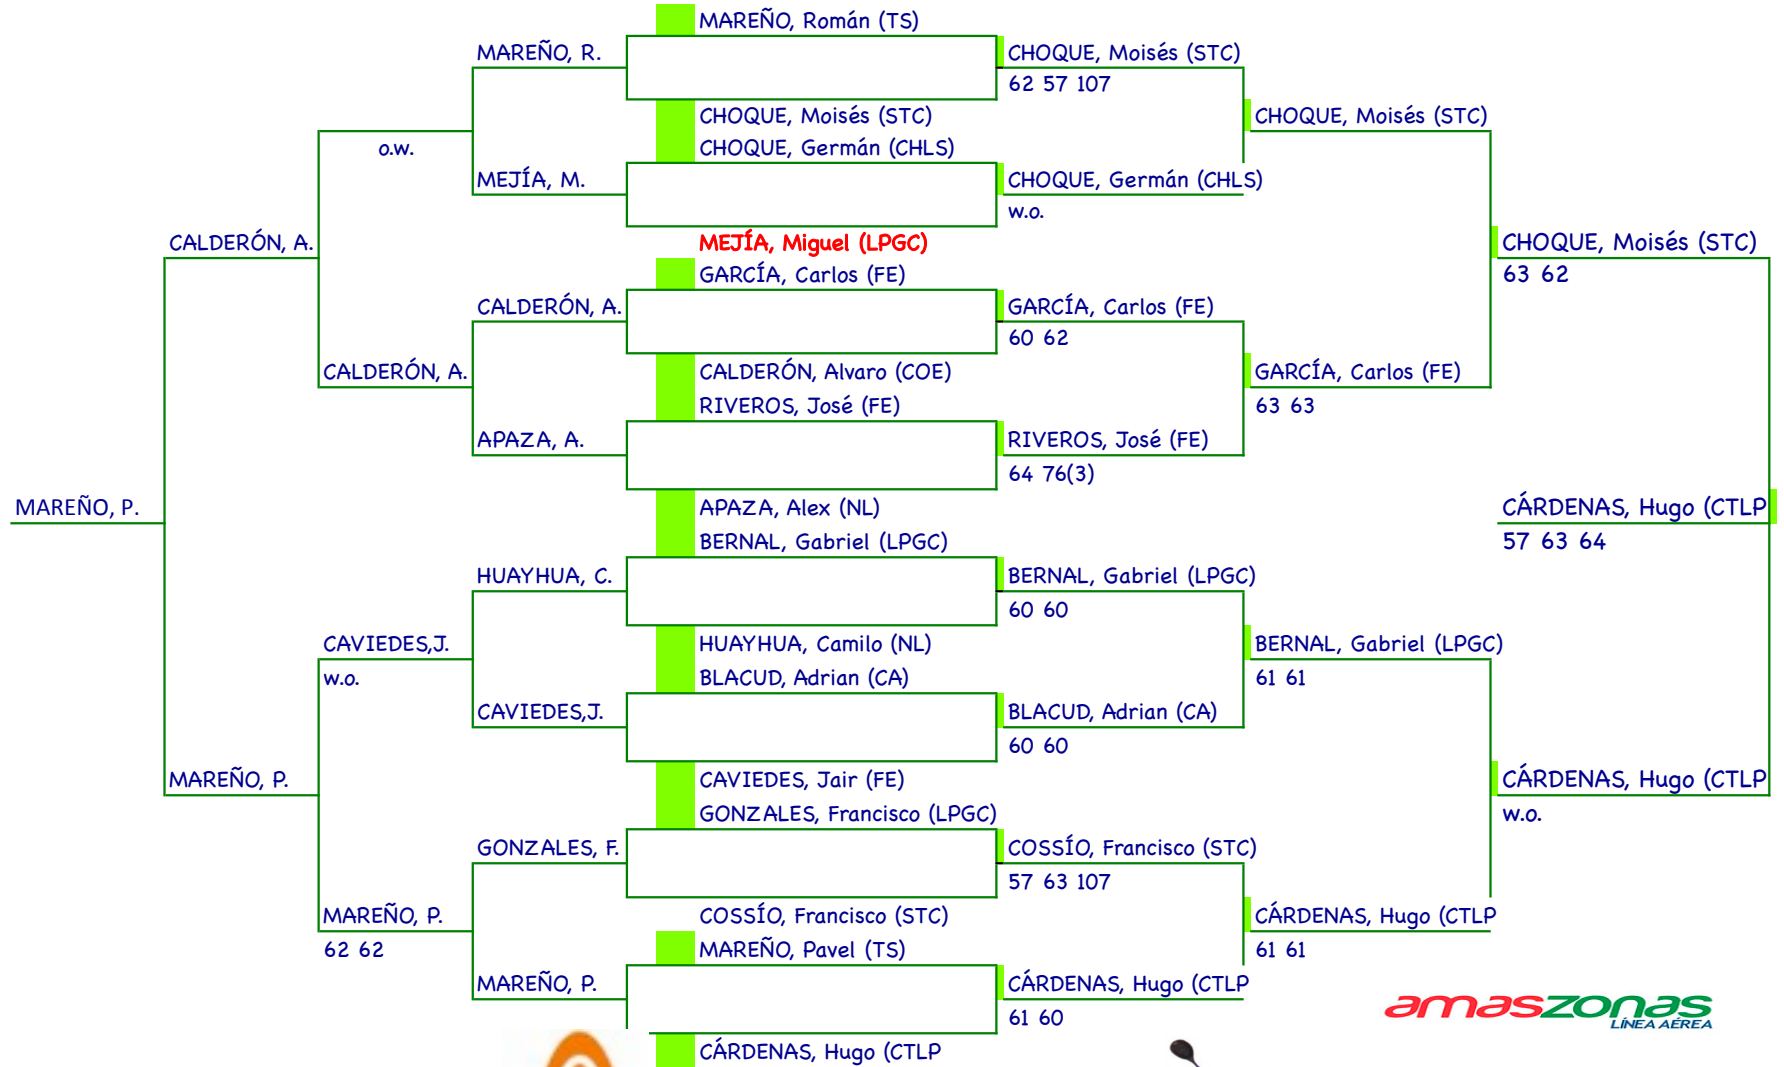 MAREÑO, Román (TS)
MAREÑO, R.
CHOQUE, Moisés (STC)
62 57 107
CHOQUE, Moisés (STC)
CHOQUE, Moisés (STC)
o.w.
CHOQUE, Germán (CHLS)
MEJÍA, M.
CHOQUE, Germán (CHLS)
w.o.
CALDERÓN, A.
MEJÍA, Miguel (LPGC)
CHOQUE, Moisés (STC)
63 62
GARCÍA, Carlos (FE)
CALDERÓN, A.
GARCÍA, Carlos (FE)
60 62
CALDERÓN, A.
CALDERÓN, Alvaro (COE)
GARCÍA, Carlos (FE)
63 63
RIVEROS, José (FE)
APAZA, A.
RIVEROS, José (FE)
64 76(3)
MAREÑO, P.
APAZA, Alex (NL)
CÁRDENAS, Hugo (CTLP
57 63 64
BERNAL, Gabriel (LPGC)
HUAYHUA, C.
BERNAL, Gabriel (LPGC)
60 60
CAVIEDES,J.
w.o.
HUAYHUA, Camilo (NL)
BERNAL, Gabriel (LPGC)
61 61
BLACUD, Adrian (CA)
CAVIEDES,J.
BLACUD, Adrian (CA)
60 60
MAREÑO, P.
CAVIEDES, Jair (FE)
CÁRDENAS, Hugo (CTLP
w.o.
GONZALES, Francisco (LPGC)
GONZALES, F.
COSSÍO, Francisco (STC)
57 63 107
MAREÑO, P.
62 62
COSSÍO, Francisco (STC)
CÁRDENAS, Hugo (CTLP
61 61
MAREÑO, Pavel (TS)
MAREÑO, P.
CÁRDENAS, Hugo (CTLP
61 60
CÁRDENAS, Hugo (CTLP
amaszonas
LÍNEA AÉREA